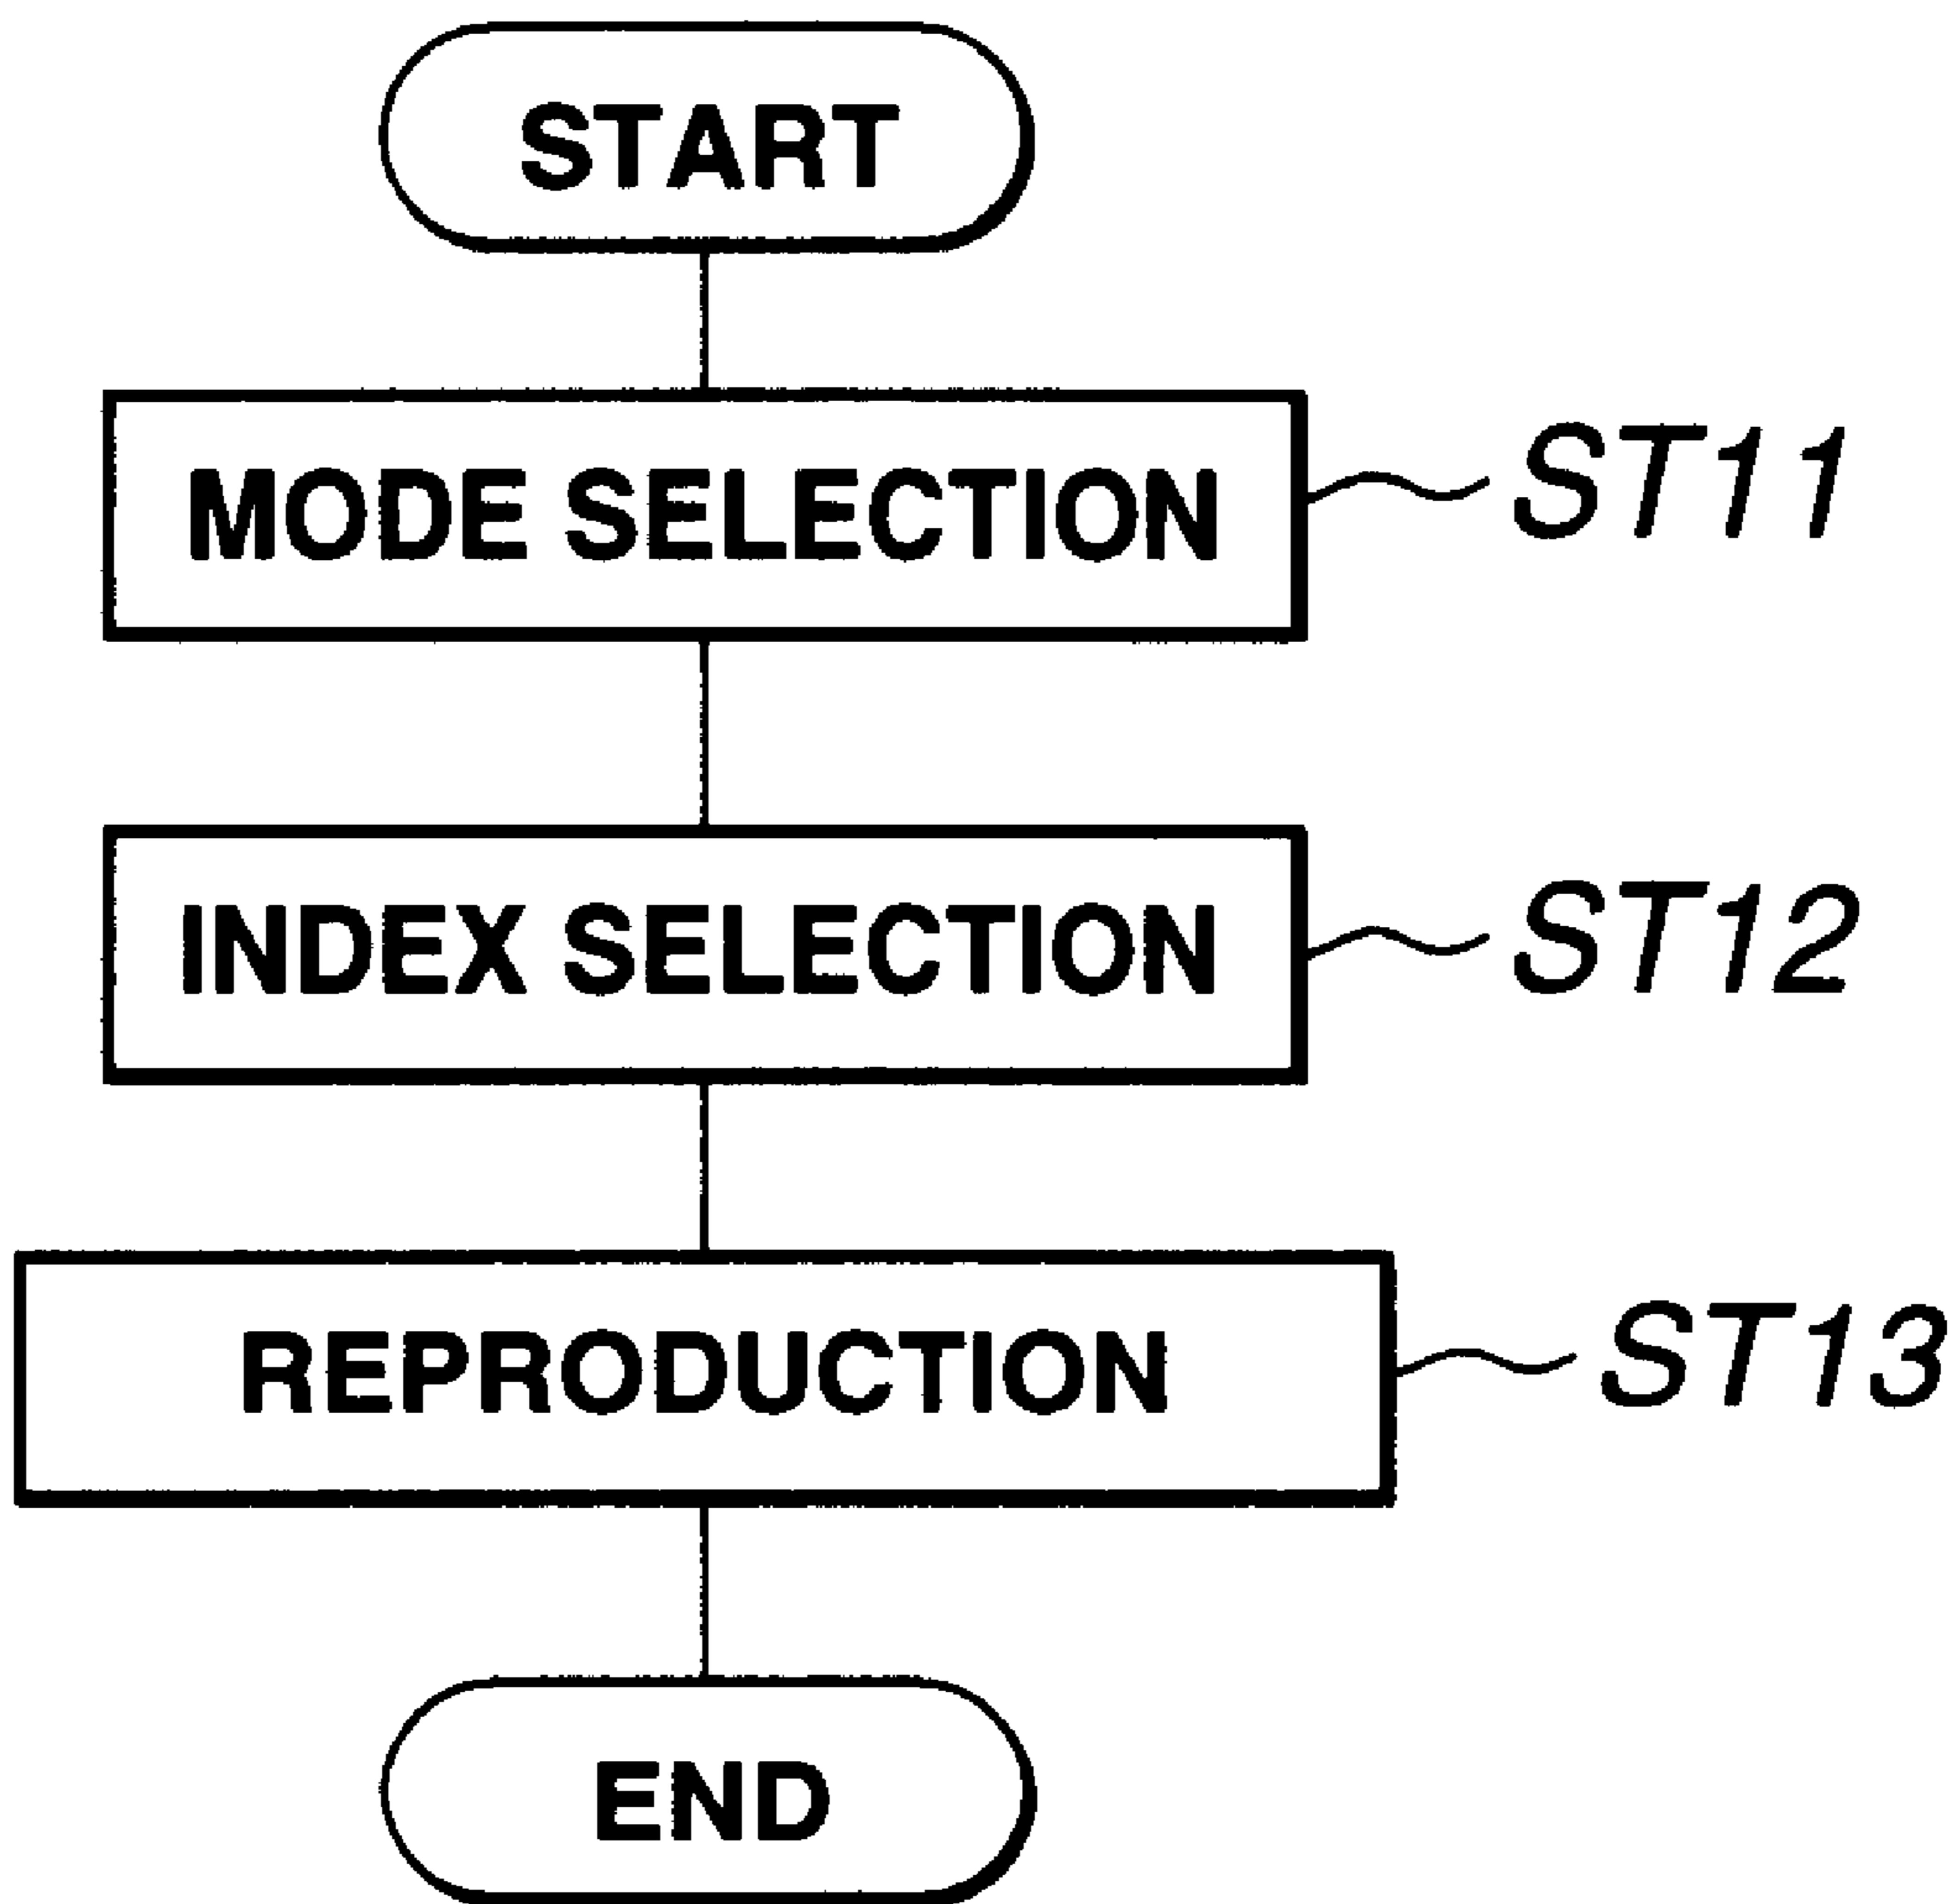 START
MODE SELECTION
ST11
INDEX SELECTION
ST12
REPRODUCTION
ST13
END